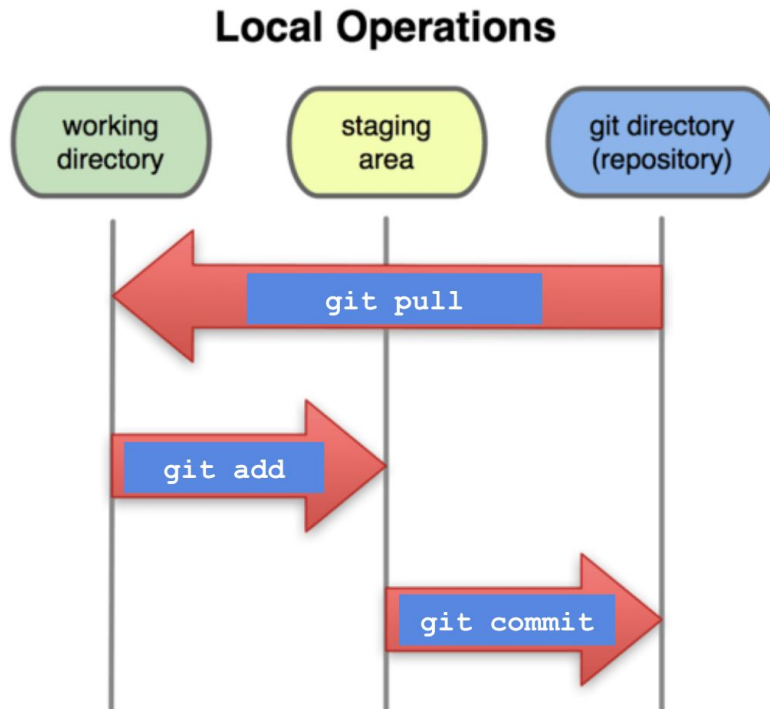 Local Operations
working
directory
staging
area
git directory
(repository)
git pull
git add
git commit